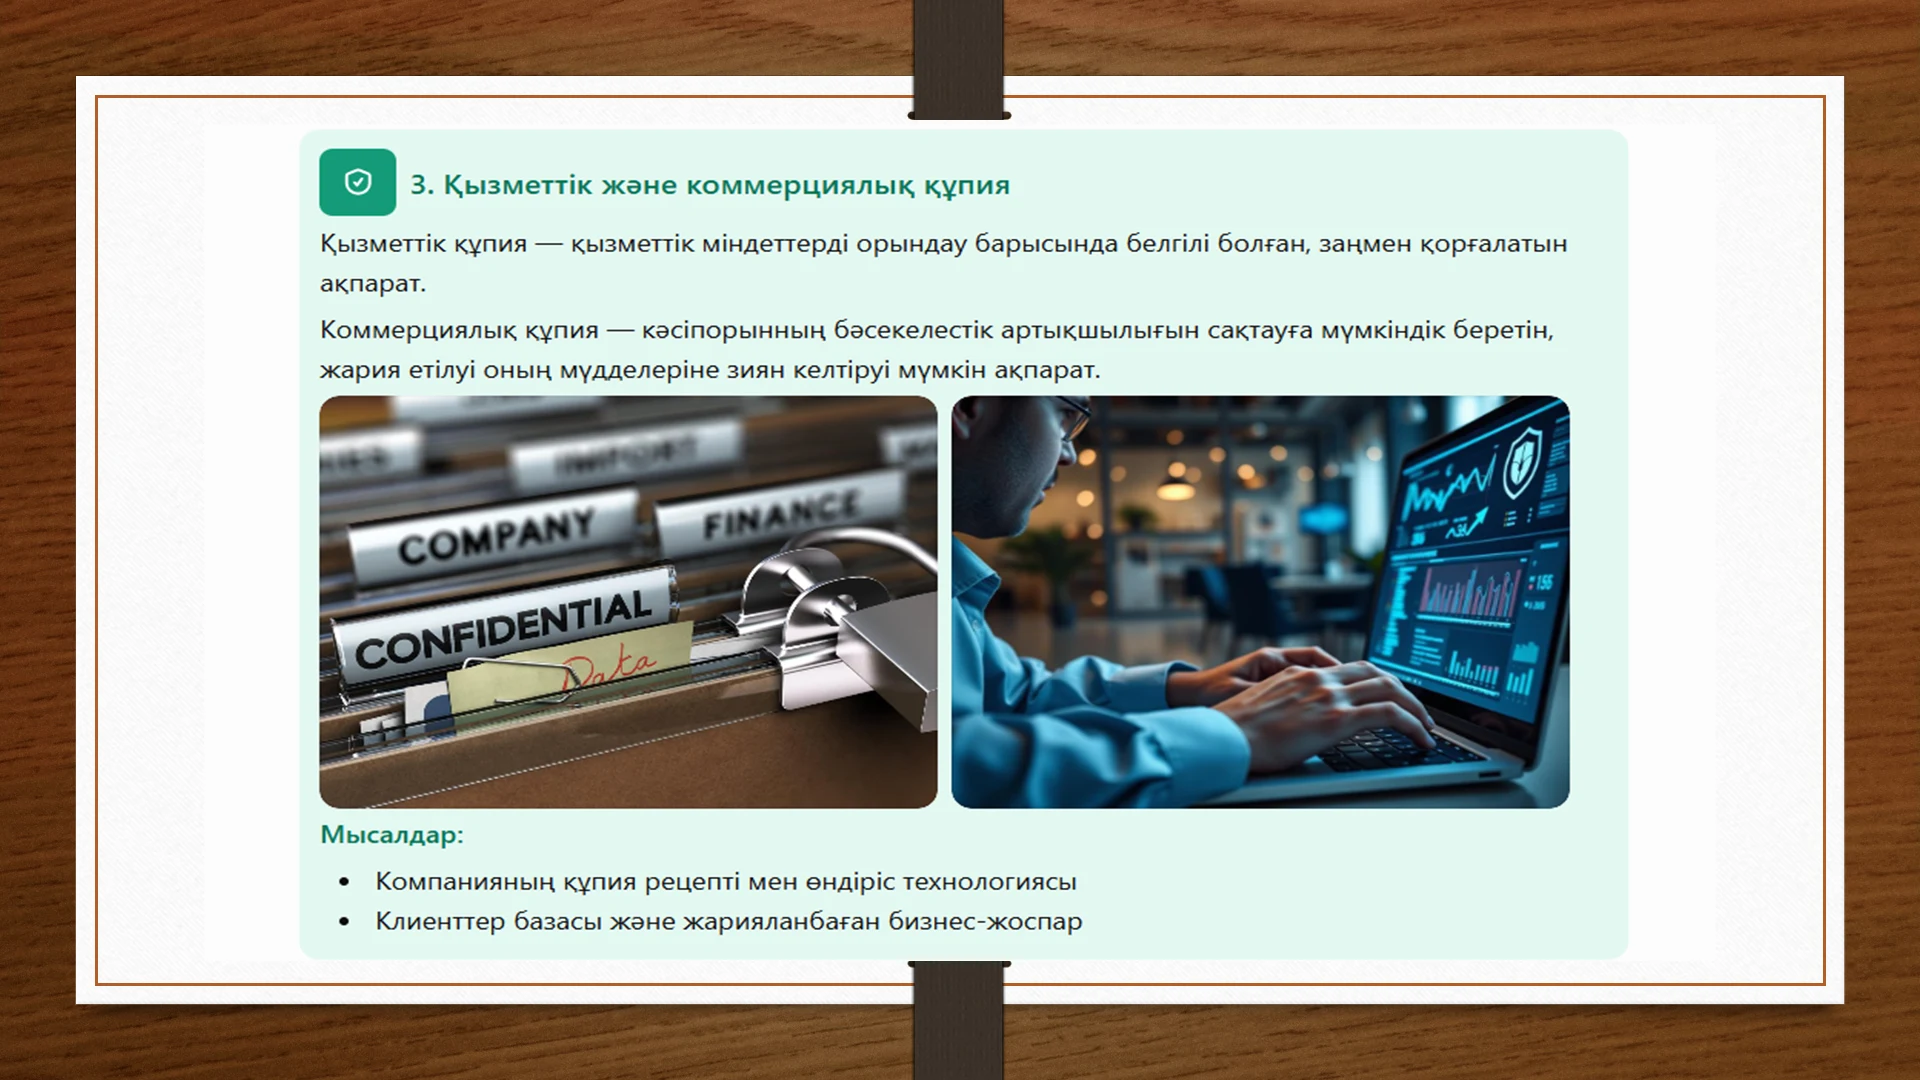 3. Қызметтік және коммерциялық құпия
Қызметтік құпия — қызметтік міндеттерді орындау барысында белгілі болған, заңмен қорғалатын
ақпарат.
Коммерциялық құпия — кәсіпорынның бәсекелестік артықшылығын сақтауға мүмкіндік беретін,
жария етілуі оның мүдделеріне зиян келтіруі мүмкін ақпарат.
IMPORT
COMPANY
FINANCE
CONFIDENTIAL
Data
Мысалдар:
• Компанияның құпия рецепті мен өндіріс технологиясы
• Клиенттер базасы және жарияланбаған бизнес-жоспар